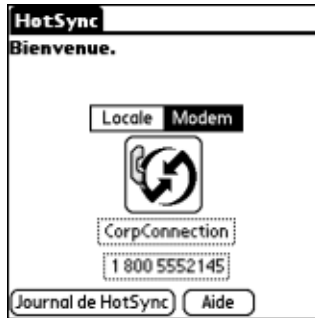 HotSync
Bienvenue.
Locale Modem
CorpConnection
1 800 5552145
Journal de HotSync Aide